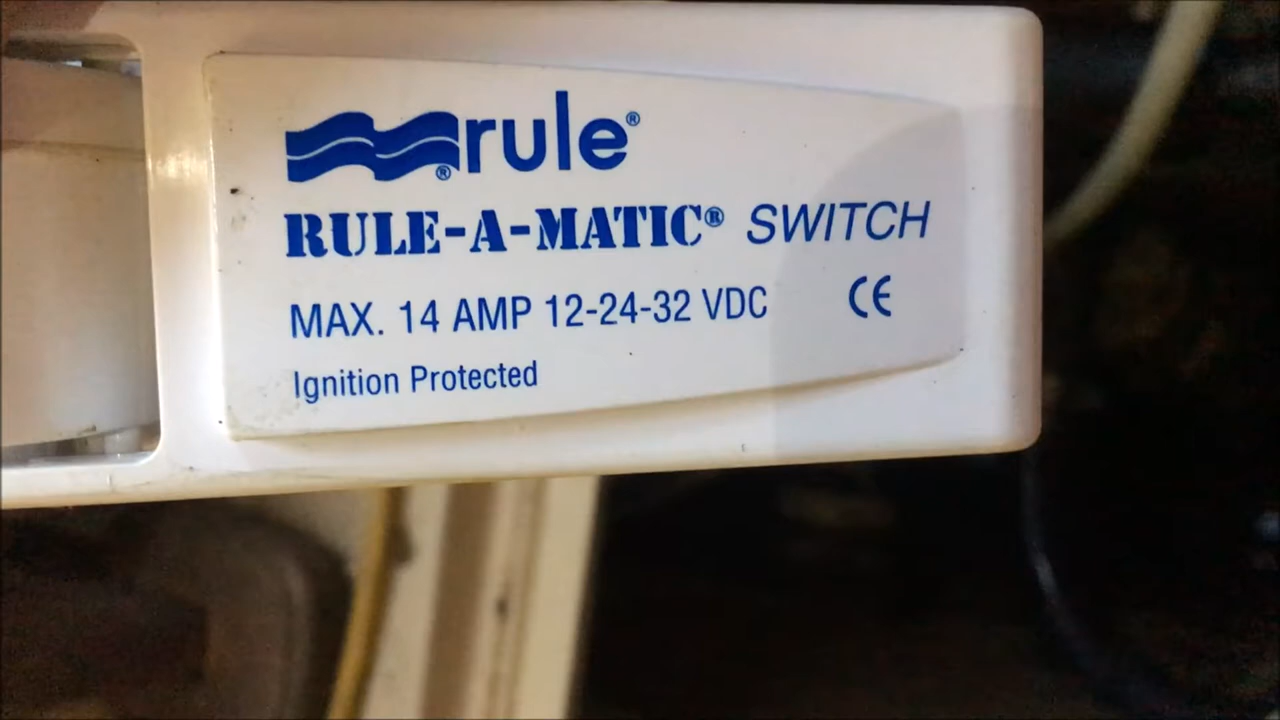 rule®
RULE-A-MATIC® SWITCH
MAX. 14 AMP 12-24-32 VDC CE
Ignition Protected